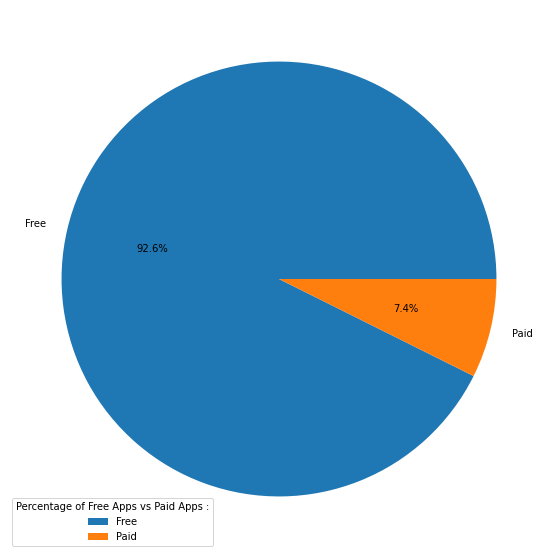 Free
92.6%
7.4%
Paid
Percentage of Free Apps vs Paid Apps :
Free
Paid